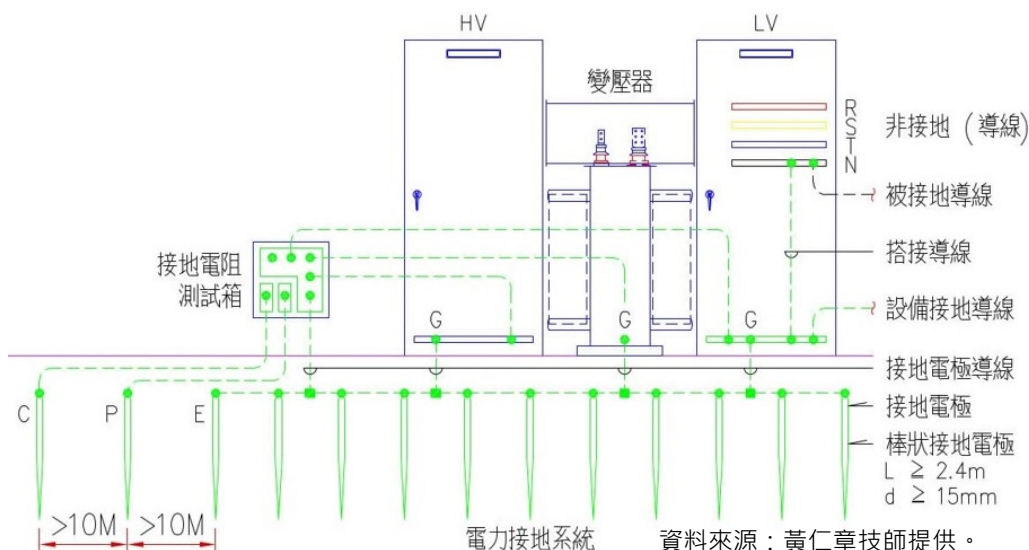 HV
LV
變壓器
R
S
T
N
非接地(導線)
被接地導線
搭接導線
接地電阻
測試箱
設備接地導線
G
G
G
接地電極導線
C
P
E
接地電極
棒狀接地電極
L ≥ 2.4m
d ≥ 15mm
>10M
>10M
電力接地系統
資料來源:黃仁章技師提供。